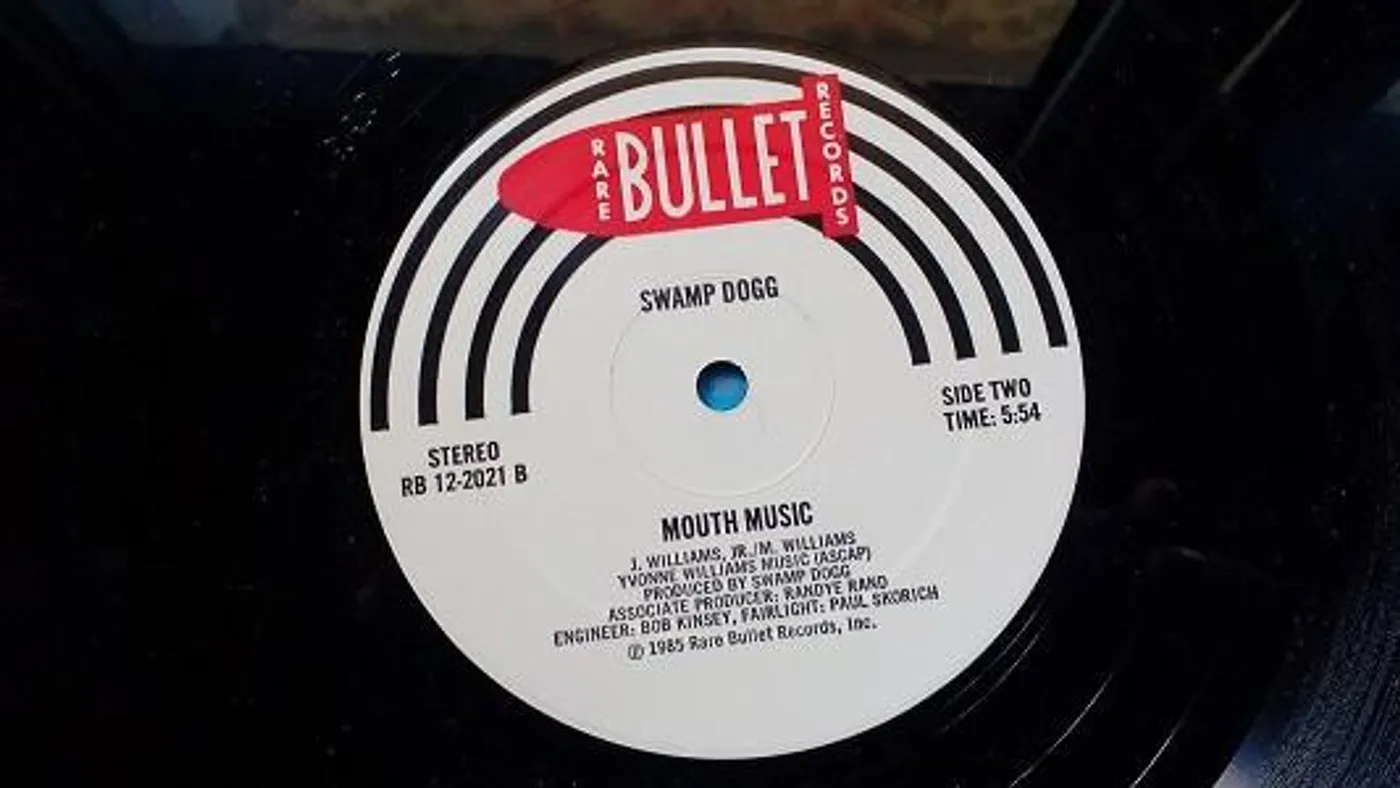 RARE BULLET RECORDS
SWAMP DOGG
SIDE TWO
TIME: 5:54
STEREO
RB 12-2021 B
MOUTH MUSIC
J. WILLIAMS, JR./M. WILLIAMS
YVONNE WILLIAMS MUSIC (ASCAP)
PRODUCED BY SWAMP DOGG
ASSOCIATE PRODUCER: RANDYE RAND
ENGINEER: BOB KINSEY, FAIRLIGHT: PAUL SKORICH
℗ 1985 Rare Bullet Records, Inc.